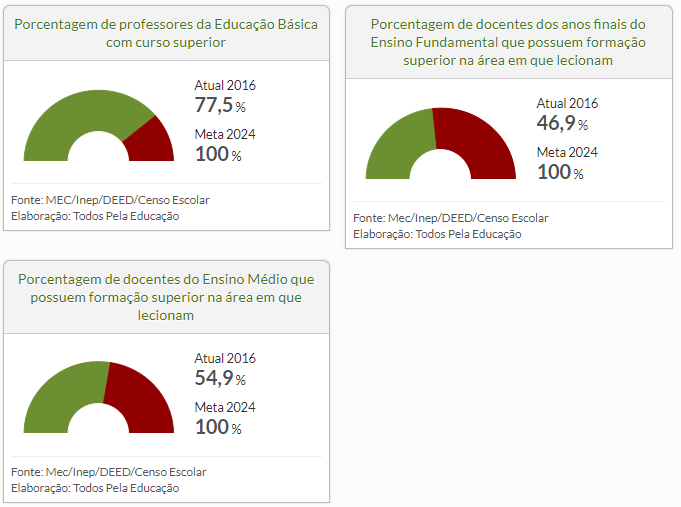 Porcentagem de professores da Educação Básica
com curso superior
Atual 2016
77,5 %
Meta 2024
100 %
Fonte: MEC/Inep/DEED/Censo Escolar
Elaboração: Todos Pela Educação
Porcentagem de docentes dos anos finais do
Ensino Fundamental que possuem formação
superior na área em que lecionam
Atual 2016
46,9 %
Meta 2024
100 %
Fonte: Mec/Inep/DEED/Censo Escolar
Elaboração: Todos Pela Educação
Porcentagem de docentes do Ensino Médio que
possuem formação superior na área em que
lecionam
Atual 2016
54,9 %
Meta 2024
100 %
Fonte: Mec/Inep/DEED/Censo Escolar
Elaboração: Todos Pela Educação